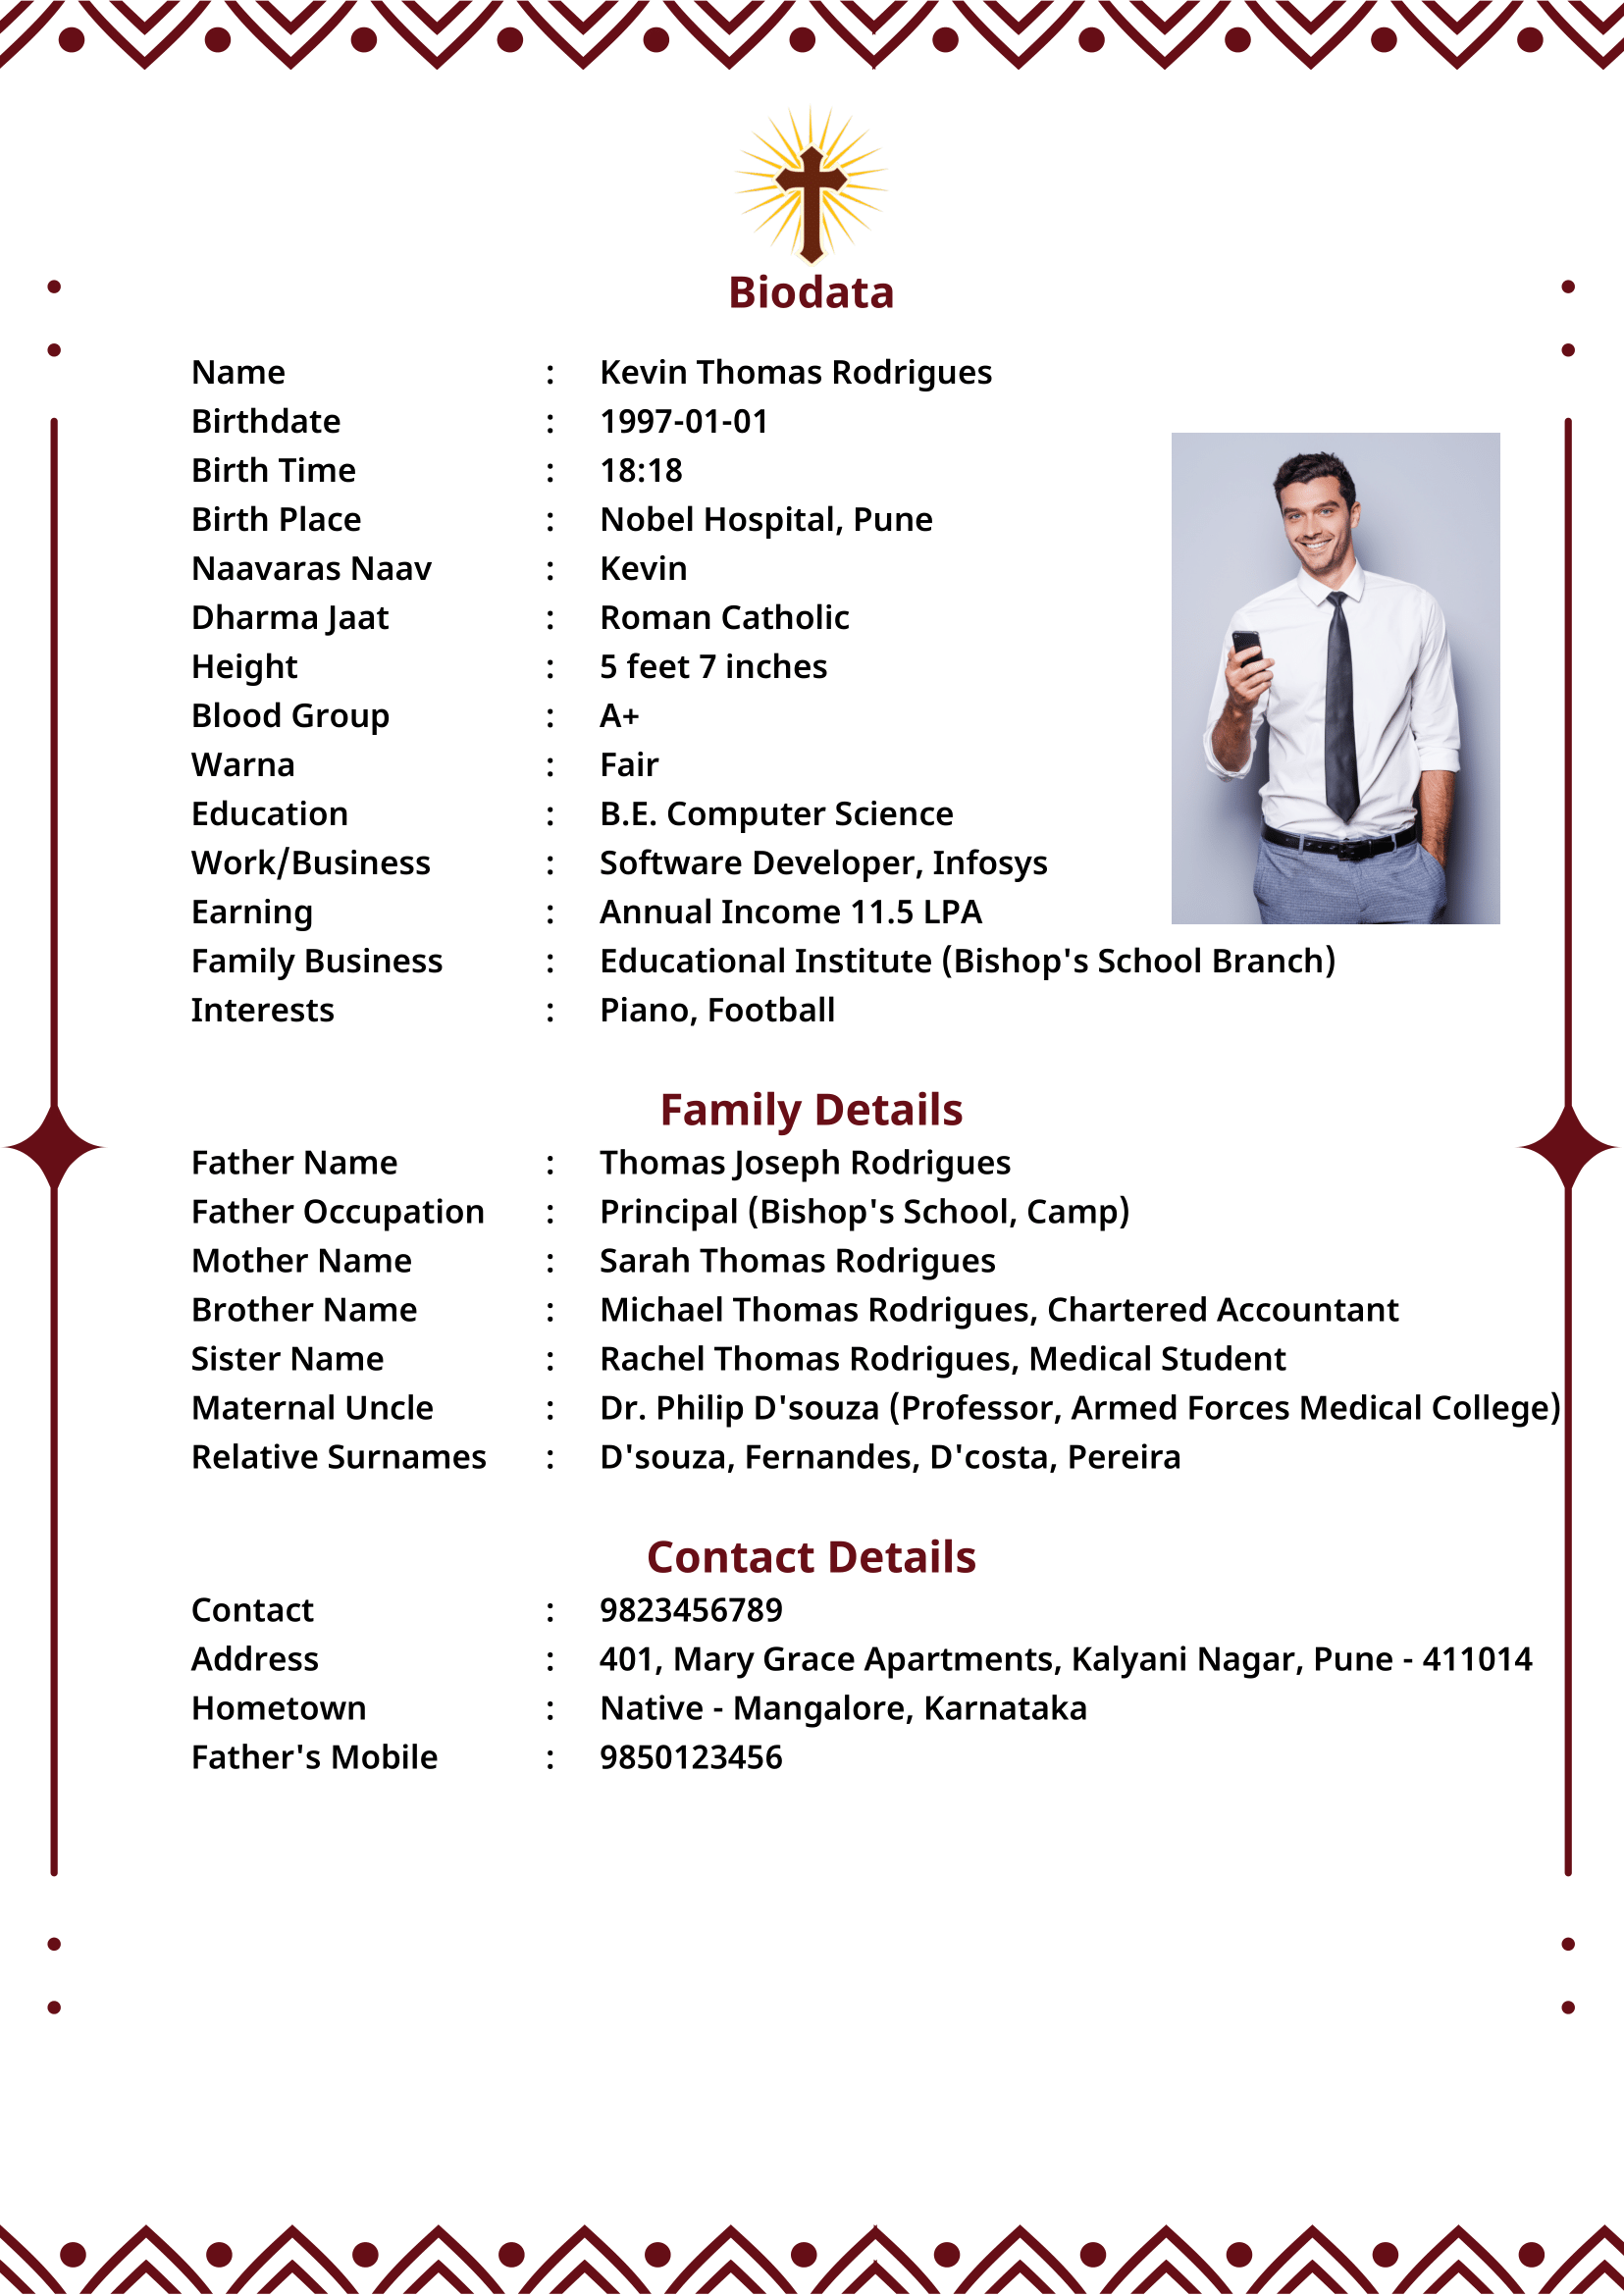 Biodata
Name : Kevin Thomas Rodrigues
Birthdate : 1997-01-01
Birth Time : 18:18
Birth Place : Nobel Hospital, Pune
Naavaras Naav : Kevin
Dharma Jaat : Roman Catholic
Height : 5 feet 7 inches
Blood Group : A+
Warna : Fair
Education : B.E. Computer Science
Work/Business : Software Developer, Infosys
Earning : Annual Income 11.5 LPA
Family Business : Educational Institute (Bishop's School Branch)
Interests : Piano, Football
Family Details
Father Name : Thomas Joseph Rodrigues
Father Occupation : Principal (Bishop's School, Camp)
Mother Name : Sarah Thomas Rodrigues
Brother Name : Michael Thomas Rodrigues, Chartered Accountant
Sister Name : Rachel Thomas Rodrigues, Medical Student
Maternal Uncle : Dr. Philip D'souza (Professor, Armed Forces Medical College)
Relative Surnames : D'souza, Fernandes, D'costa, Pereira
Contact Details
Contact : 9823456789
Address : 401, Mary Grace Apartments, Kalyani Nagar, Pune - 411014
Hometown : Native - Mangalore, Karnataka
Father's Mobile : 9850123456